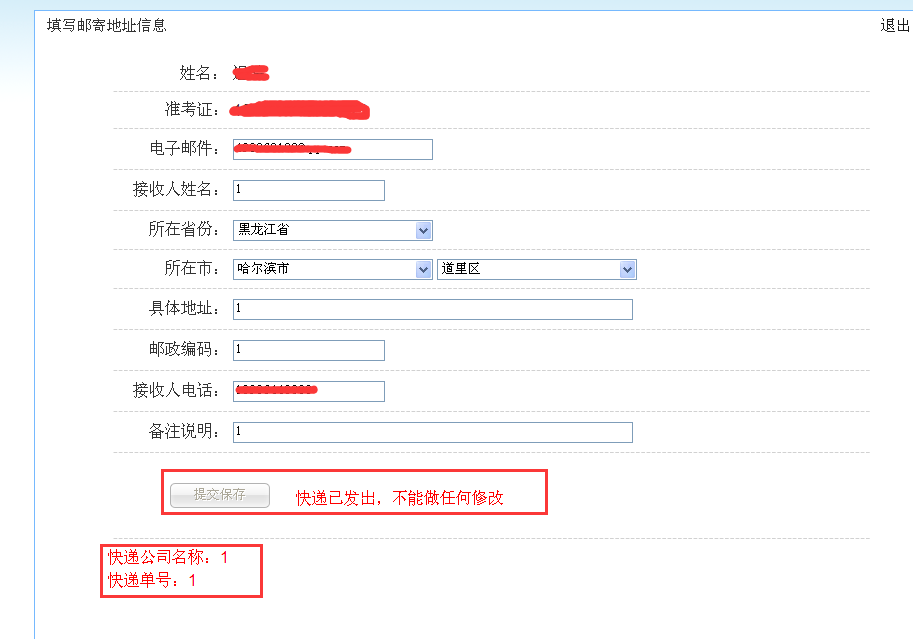 填写邮寄地址信息 退出
姓名：
准考证：
电子邮件：
接收人姓名： 1
所在省份： 黑龙江省
所在市： 哈尔滨市 道里区
具体地址： 1
邮政编码： 1
接收人电话：
备注说明： 1
提交保存 快递已发出，不能做任何修改
快递公司名称：1
快递单号：1